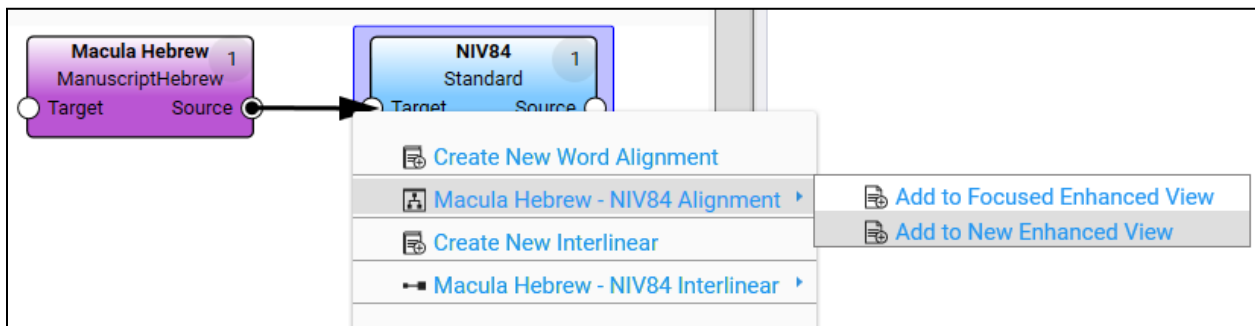 Macula Hebrew 1
ManuscriptHebrew
Target Source
NIV84 1
Standard
Target Source
Create New Word Alignment
Macula Hebrew - NIV84 Alignment
Create New Interlinear
Macula Hebrew - NIV84 Interlinear
Add to Focused Enhanced View
Add to New Enhanced View